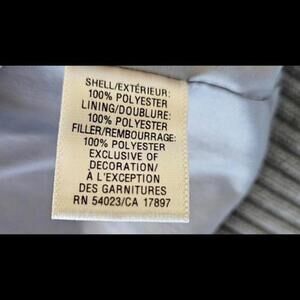 SHELL/EXTÉRIEUR:
100% POLYESTER
LINING/DOUBLURE:
100% POLYESTER
FILLER/REMBOURRAGE:
100% POLYESTER
EXCLUSIVE OF
DECORATION/
À L'EXCEPTION
DES GARNITURES
RN 54023/CA 17897